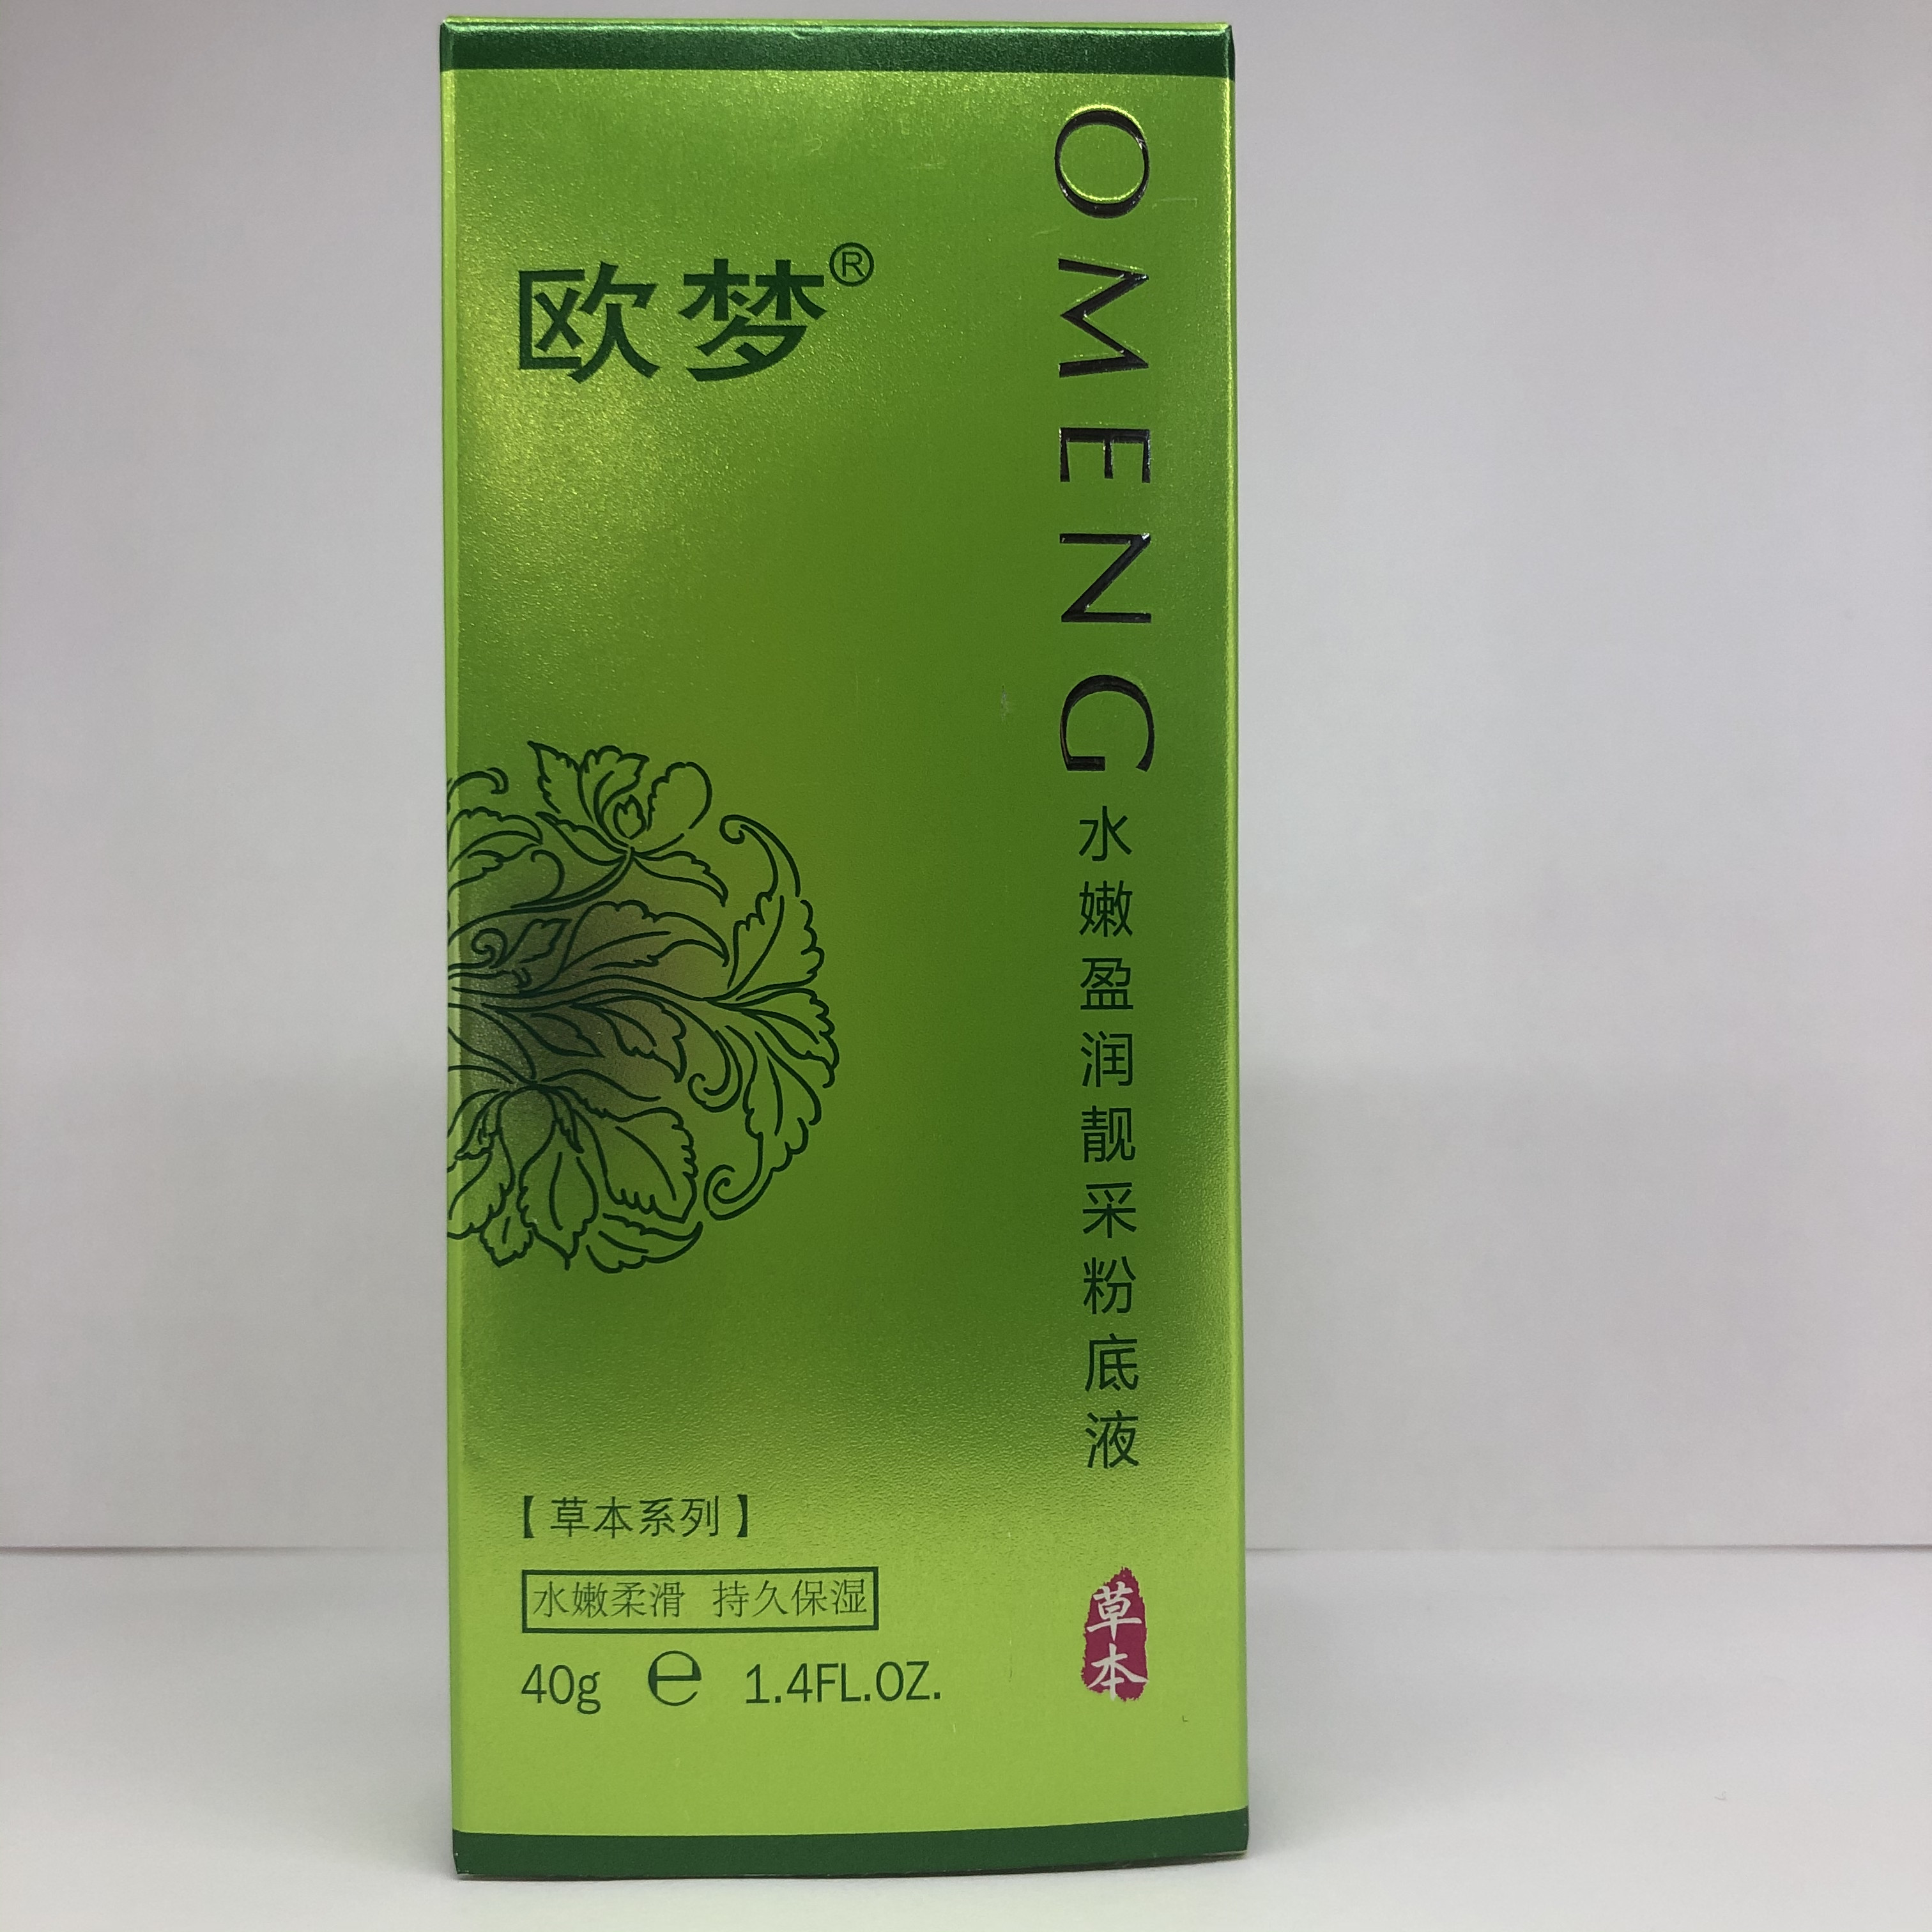 欧梦®
OMENG
水嫩盈润靓采粉底液
【草本系列】
水嫩柔滑 持久保湿
40g ℮ 1.4FL.OZ.
草本